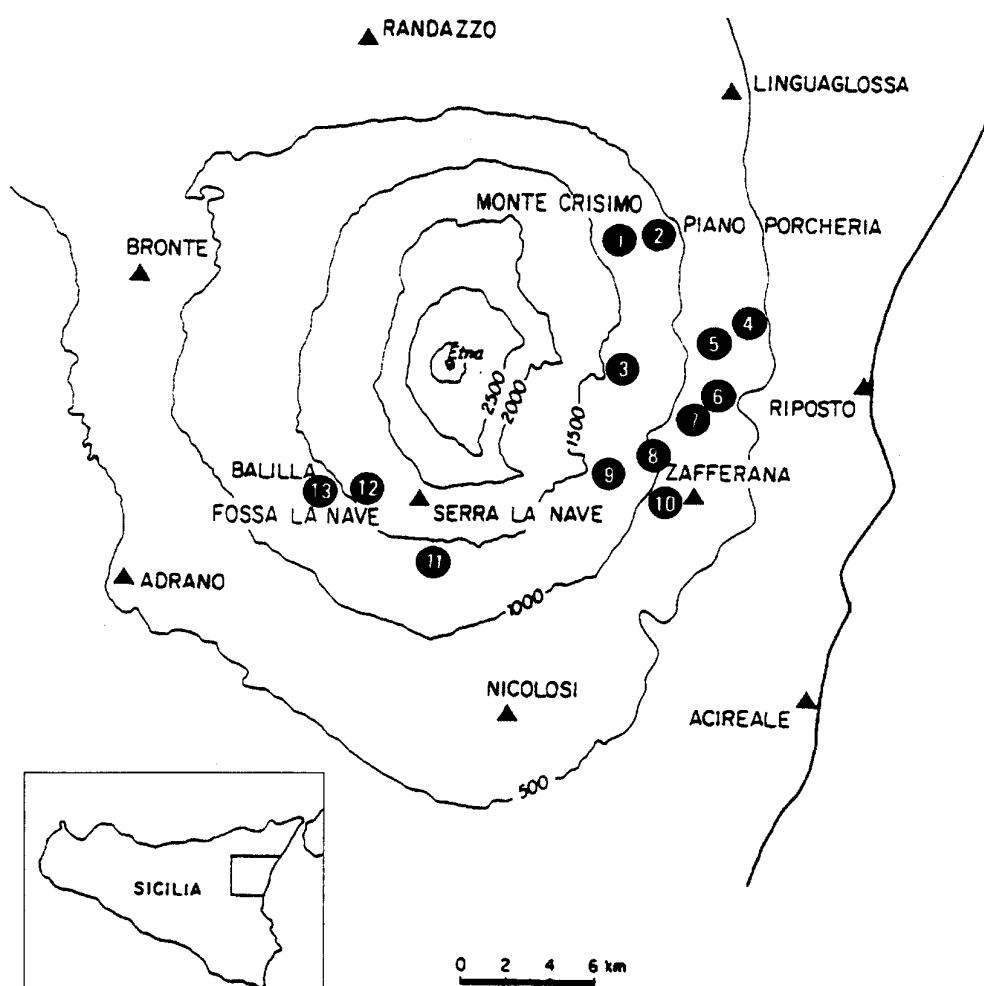 RANDAZZO
LINGUAGLOSSA
MONTE CRISIMO
1
2
PIANO PORCHERIA
BRONTE
4
5
Etna
3
2500
2000
1500
6
RIPOSTO
7
8
BALILLA
9
ZAFFERANA
13
12
10
FOSSA LA NAVE
SERRA LA NAVE
11
ADRANO
1000
NICOLOSI
ACIREALE
500
SICILIA
0 2 4 6 km